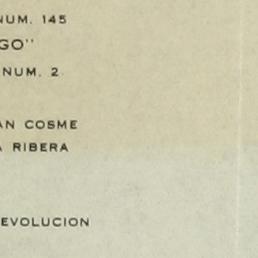 NUM. 145
GO"
NUM. 2
AN COSME
A RIBERA
EVOLUCION